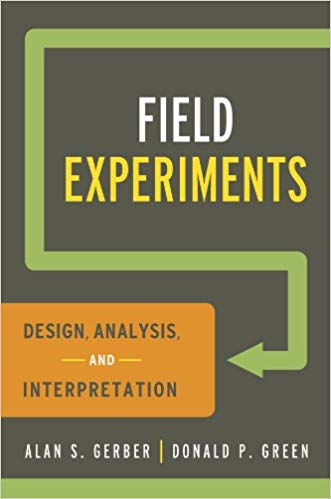 FIELD
EXPERIMENTS
DESIGN, ANALYSIS,
AND
INTERPRETATION
ALAN S. GERBER | DONALD P. GREEN